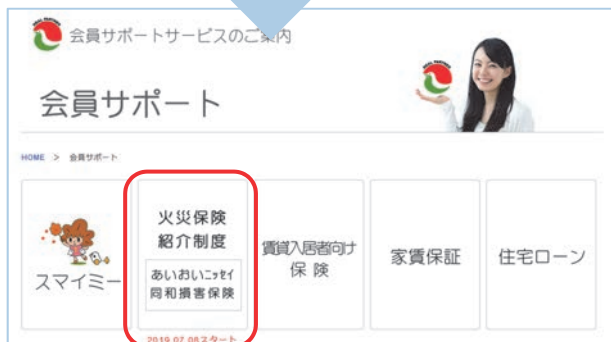 会員サポートサービスのご案内
会員サポート
HOME > 会員サポート
スマイミー
火災保険
紹介制度
あいおいニッセイ
同和損害保険
2019.07.08スタート
賃貸入居者向け
保険
家賃保証
住宅ローン